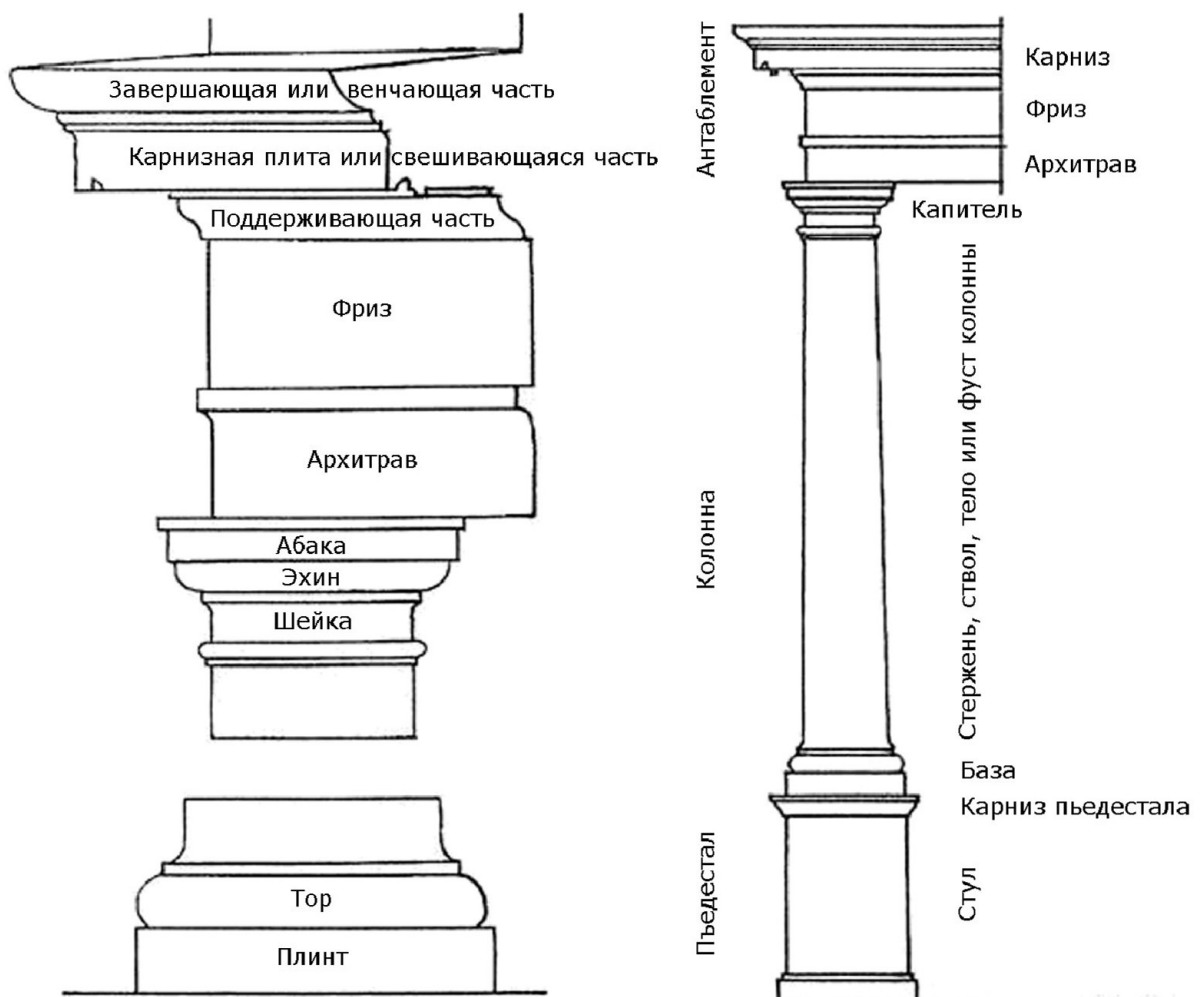 Завершающая или венчающая часть
Карнизная плита или свешивающаяся часть
Поддерживающая часть
Фриз
Архитрав
Абака
Эхин
Шейка
Тор
Плинт
Антаблемент
Карниз
Фриз
Архитрав
Капитель
Колонна
Стержень, ствол, тело или фуст колонны
База
Карниз пьедестала
Пъедестал
Стул